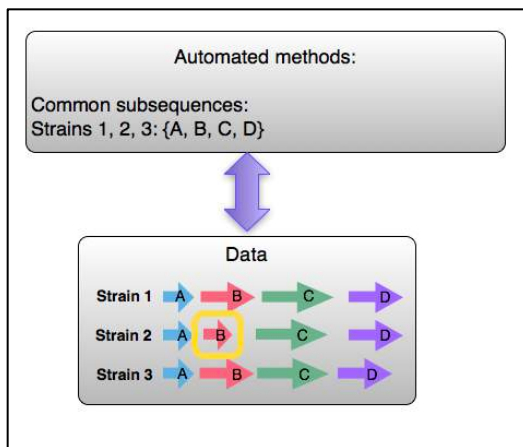 Automated methods:
Common subsequences:
Strains 1, 2, 3: {A, B, C, D}
Data
Strain 1 A B C D
Strain 2 A B C D
Strain 3 A B C D